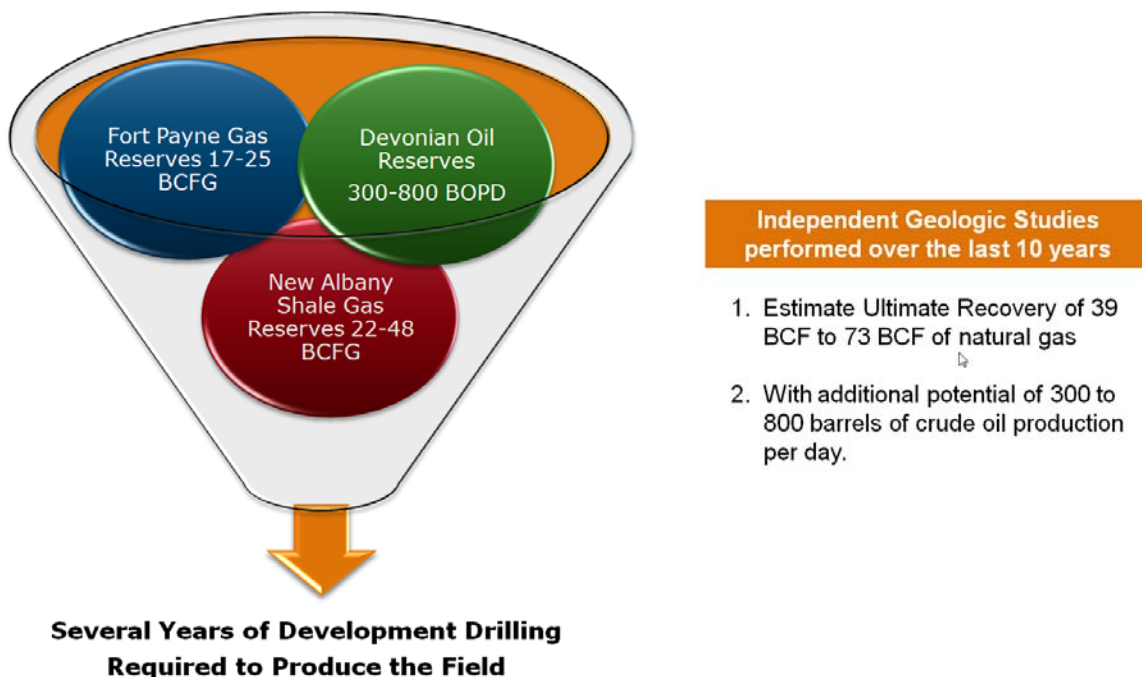 Fort Payne Gas
Reserves 17-25
BCFG
Devonian Oil
Reserves
300-800 BOPD
New Albany
Shale Gas
Reserves 22-48
BCFG
Several Years of Development Drilling
Required to Produce the Field
Independent Geologic Studies
performed over the last 10 years
1. Estimate Ultimate Recovery of 39
BCF to 73 BCF of natural gas
2. With additional potential of 300 to
800 barrels of crude oil production
per day.